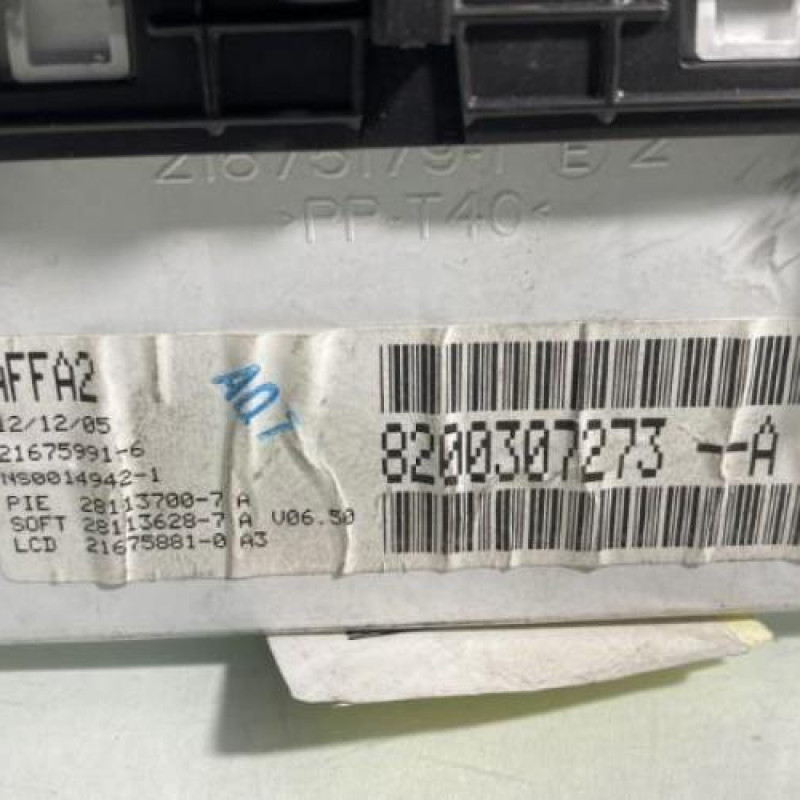 21675179-1 E 2
>PP-T40<
AFFA2
12/12/05
21675991-6
NS0014942-1
PIE 28113700-7 A
SOFT 28113628-7 A V06.50
LCD 21675881-0 A3
AQT
8200307273 --A